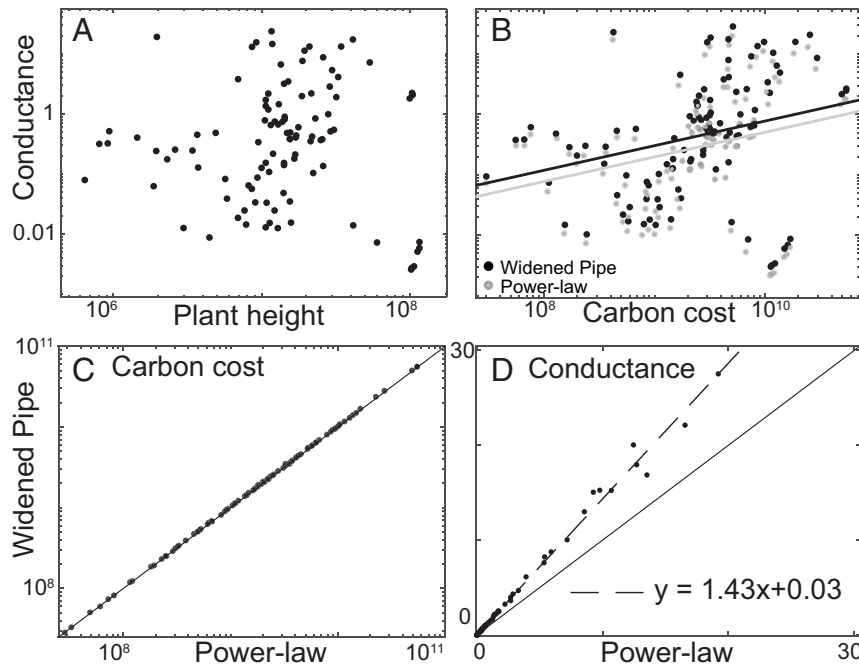 A
B
Conductance
1
0.01
10⁶
Plant height
10⁸
Widened Pipe
Power-law
10⁸
Carbon cost
10¹⁰
10¹¹
C Carbon cost
Widened Pipe
10⁸
10⁸
Power-law
10¹¹
30
D Conductance
y = 1.43x+0.03
0
0
Power-law
30